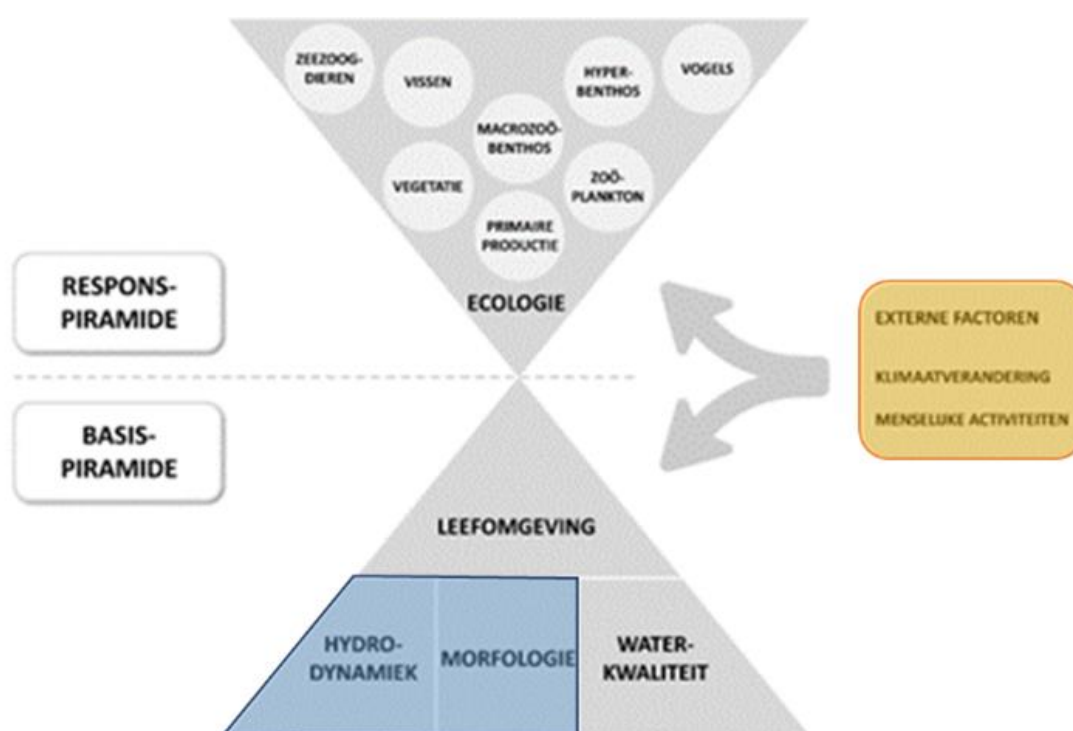 ZEEZOOG-
DIEREN
VISSEN
HYPER-
BENTHOS
VOGELS
MACROZOÖ-
BENTHOS
VEGETATIE
ZOÖ-
PLANKTON
PRIMAIRE
PRODUCTIE
ECOLOGIE
RESPONS-
PIRAMIDE
EXTERNE FACTOREN
KLIMAATVERANDERING
MENSELIJKE ACTIVITEITEN
BASIS-
PIRAMIDE
LEEFOMGEVING
HYDRO-
DYNAMIEK
MORFOLOGIE
WATER-
KWALITEIT